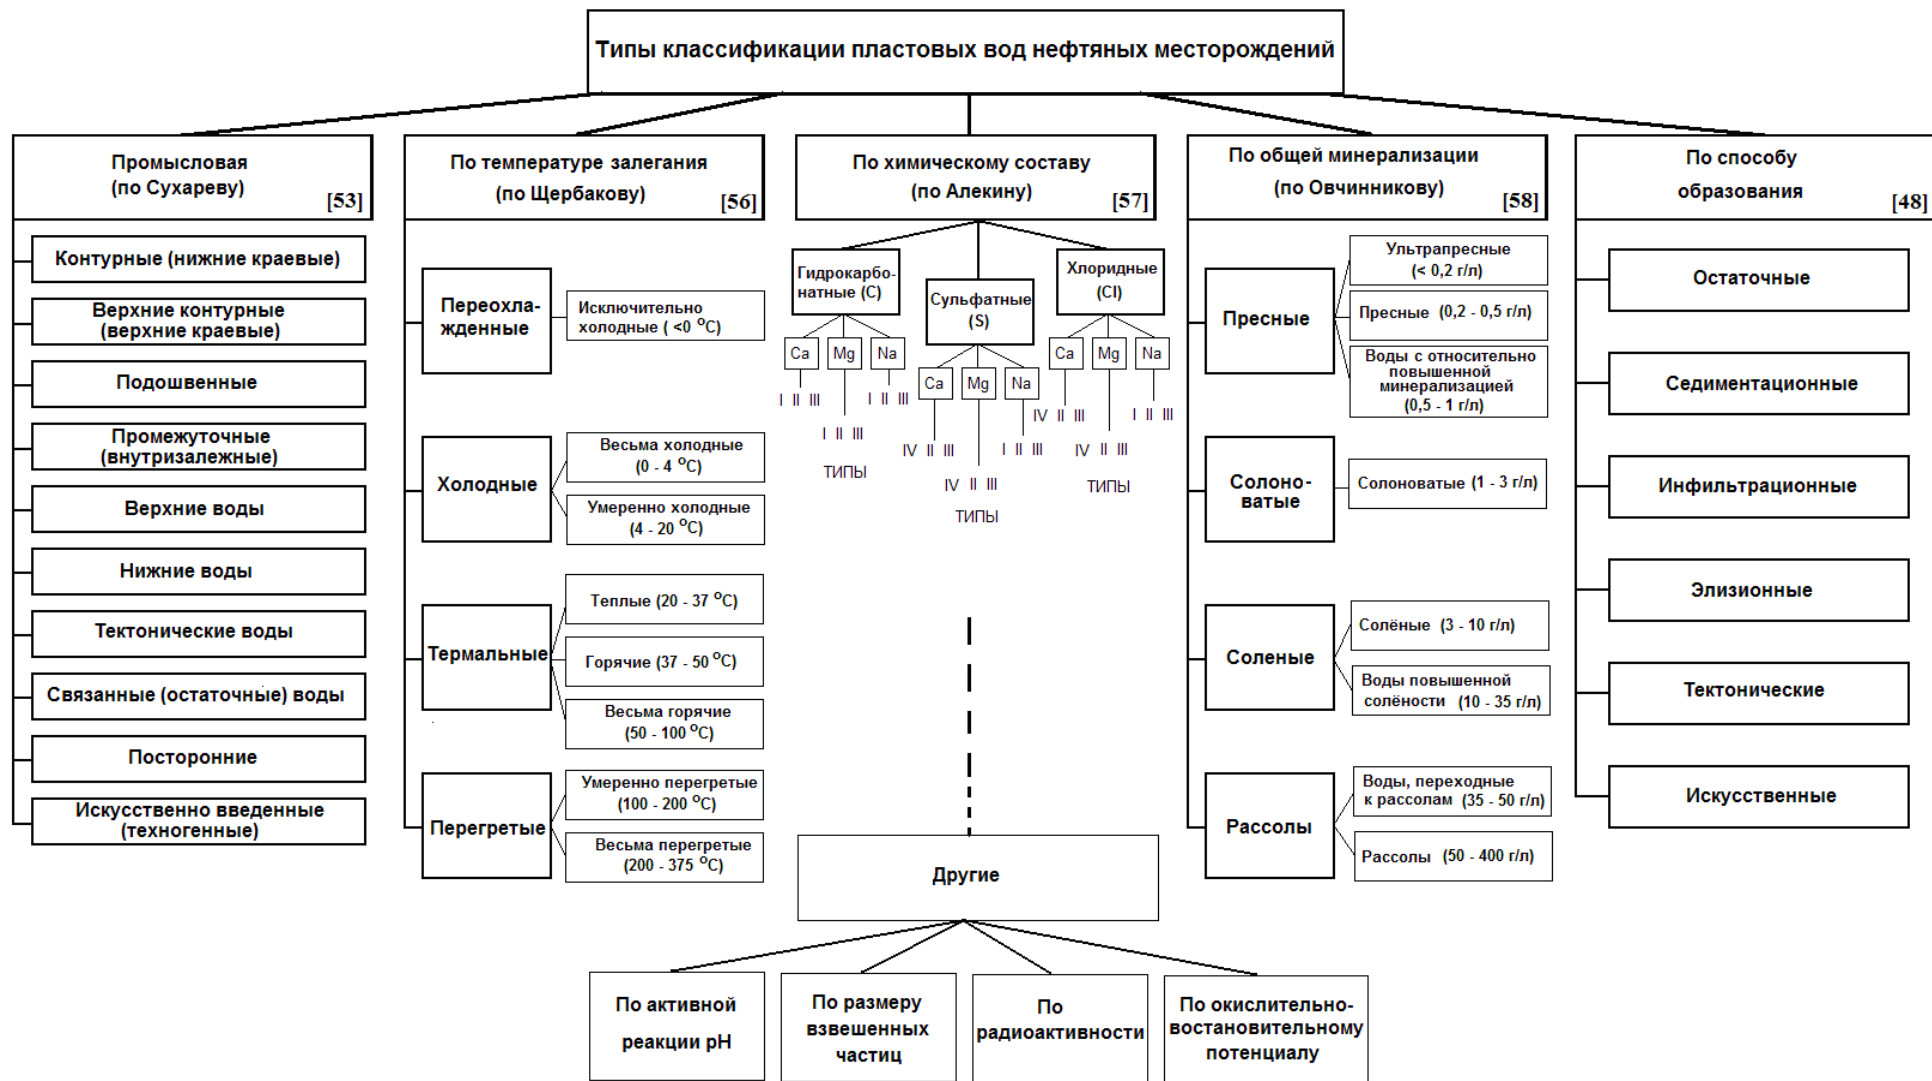 Типы классификации пластовых вод нефтяных месторождений
Промысловая
(по Сухареву)
[53]
Контурные (нижние краевые)
Верхние контурные
(верхние краевые)
Подошвенные
Промежуточные
(внутризалежные)
Верхние воды
Нижние воды
Тектонические воды
Связанные (остаточные) воды
Посторонние
Искусственно введенные
(техногенные)
По температуре залегания
(по Щербакову)
[56]
Переохла-
жденные
Исключительно
холодные ( <0 °C)
Холодные
Весьма холодные
(0 - 4 °C)
Умеренно холодные
(4 - 20 °C)
Термальные
Теплые (20 - 37 °C)
Горячие (37 - 50 °C)
Весьма горячие
(50 - 100 °C)
Перегретые
Умеренно перегретые
(100 - 200 °C)
Весьма перегретые
(200 - 375 °C)
По химическому составу
(по Алекину)
[57]
Гидрокарбо-
натные (C)
Ca Mg Na
I II III
I II III
I II III
ТИПЫ
Сульфатные
(S)
Ca Mg Na
IV II III
I II III
IV II III
ТИПЫ
Хлоридные
(Cl)
Ca Mg Na
IV II III
I II III
IV II III
ТИПЫ
По общей минерализации
(по Овчинникову)
[58]
Пресные
Ультрапресные
(< 0,2 г/л)
Пресные (0,2 - 0,5 г/л)
Воды с относительно
повышенной
минерализацией
(0,5 - 1 г/л)
Солоно-
ватые
Солоноватые (1 - 3 г/л)
Соленые
Солёные (3 - 10 г/л)
Воды повышенной
солёности (10 - 35 г/л)
Рассолы
Воды, переходные
к рассолам (35 - 50 г/л)
Рассолы (50 - 400 г/л)
По способу
образования
[48]
Остаточные
Седиментационные
Инфильтрационные
Элизионные
Тектонические
Искусственные
Другие
По активной
реакции pH
По размеру
взвешенных
частиц
По
радиоактивности
По окислительно-
востановительному
потенциалу